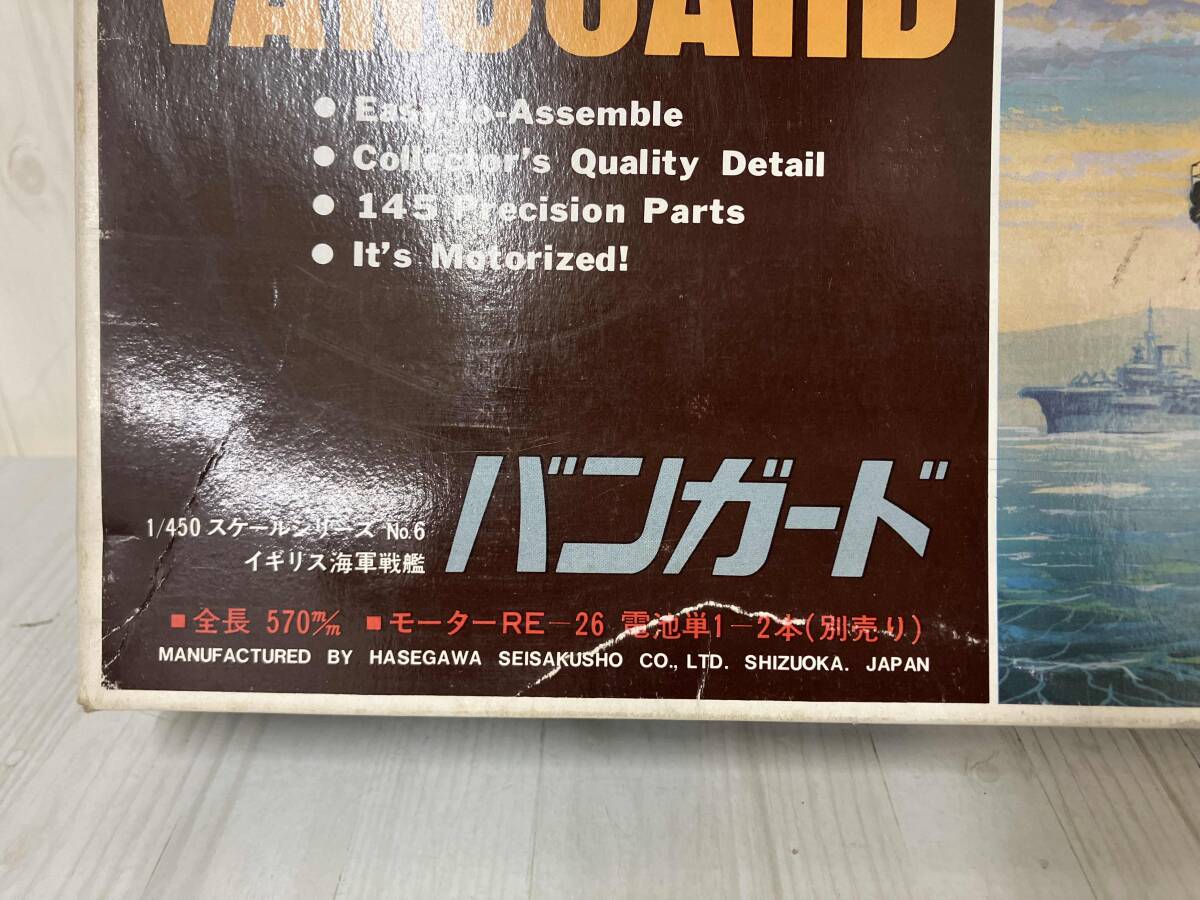 VANGUARD
● Easy-to-Assemble
● Collector's Quality Detail
● 145 Precision Parts
● It's Motorized!
1/450 スケールシリーズ No.6
イギリス海軍戦艦
バンガード
■全長 570m/m ■モーターRE-26 電池単1-2本(別売り)
MANUFACTURED BY HASEGAWA SEISAKUSHO CO., LTD. SHIZUOKA. JAPAN